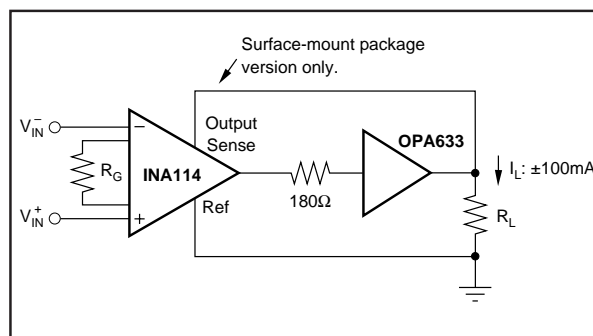 Surface-mount package
version only.
V⁻IN
−
Output
Sense
OPA633
RG
INA114
IL: ±100mA
180Ω
RL
V⁺IN
+
Ref